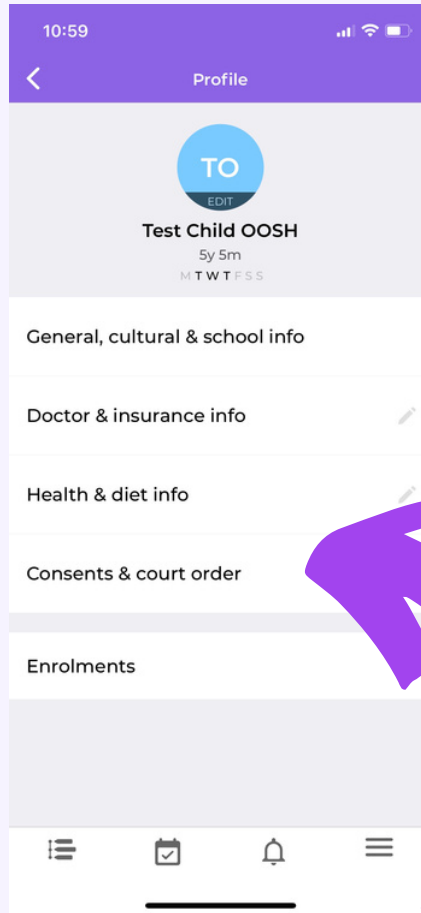 10:59
Profile
TO
EDIT
Test Child OOSH
5y 5m
M T W T F S S
General, cultural & school info
Doctor & insurance info
Health & diet info
Consents & court order
Enrolments